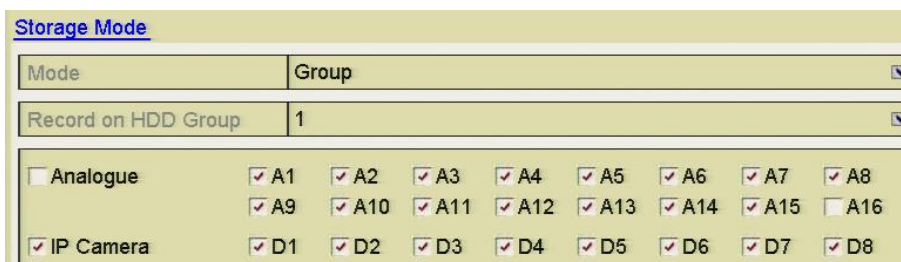 Storage Mode
Mode Group
Record on HDD Group 1
Analogue A1 A2 A3 A4 A5 A6 A7 A8
A9 A10 A11 A12 A13 A14 A15 A16
IP Camera D1 D2 D3 D4 D5 D6 D7 D8